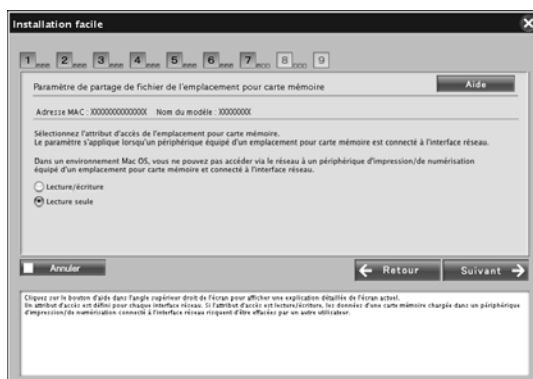 Installation facile
1 2 3 4 5 6 7 8 9
Paramètre de partage de fichier de l'emplacement pour carte mémoire
Aide
Adresse MAC : XXXXXXXXXXXXXX Nom du modèle : XXXXXXXX
Sélectionnez l'attribut d'accès de l'emplacement pour carte mémoire.
Le paramètre s'applique lorsqu'un périphérique équipé d'un emplacement pour carte mémoire est connecté à l'interface réseau.
Dans un environnement Mac OS, vous ne pouvez pas accéder via le réseau à un périphérique d'impression/de numérisation
équipé d'un emplacement pour carte mémoire et connecté à l'interface réseau.
Lecture/écriture
Lecture seule
Annuler
Retour
Suivant
Cliquez sur le bouton d'aide dans l'angle supérieur droit de l'écran pour afficher une explication détaillée de l'écran actuel.
Un attribut d'accès est défini pour chaque interface réseau. Si l'attribut d'accès est lecture/écriture, les données d'une carte mémoire chargée dans un périphérique
d'impression/de numérisation connecté à l'interface réseau risquent d'être effacées par un autre utilisateur.